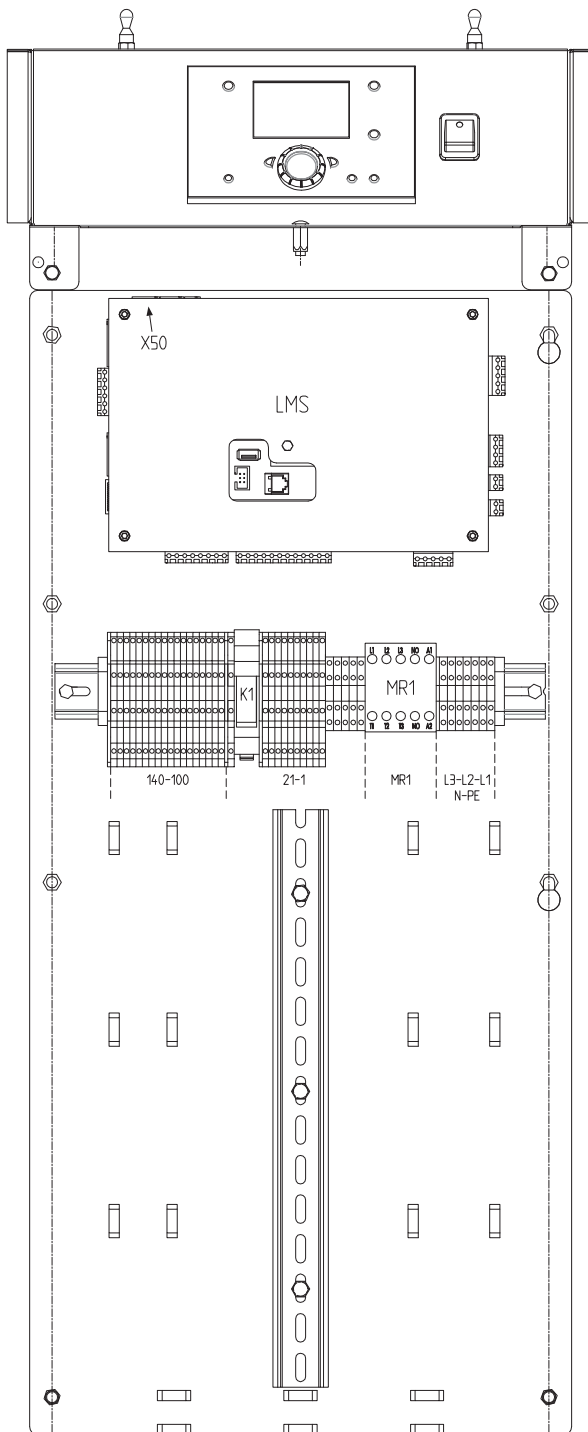 X50
LMS
L1 L2 L3 NO A1
K1
MR1
T1 T2 T3 NO A2
140-100 21-1 MR1 L3-L2-L1
N-PE